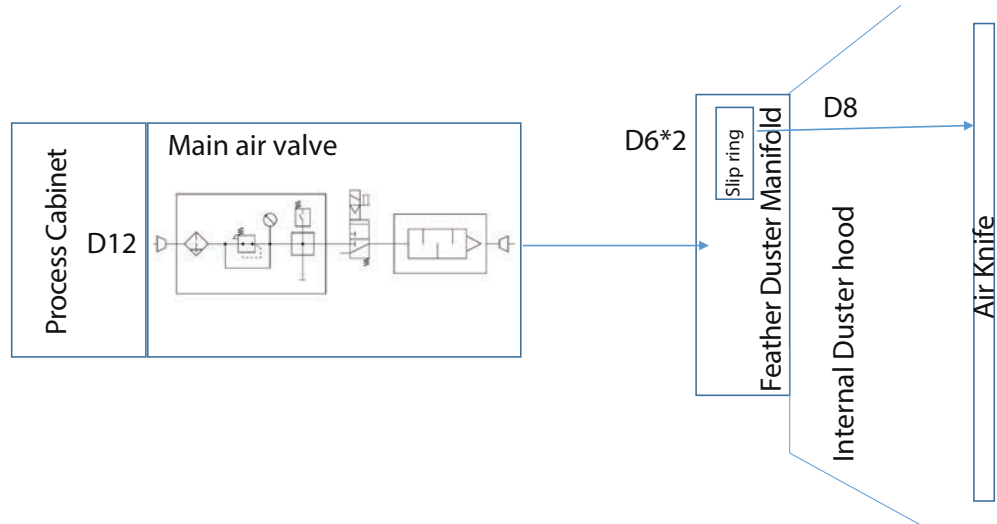 Process Cabinet
D12
Main air valve
D6*2
Slip ring
Feather Duster Manifold
D8
Internal Duster hood
Air Knife